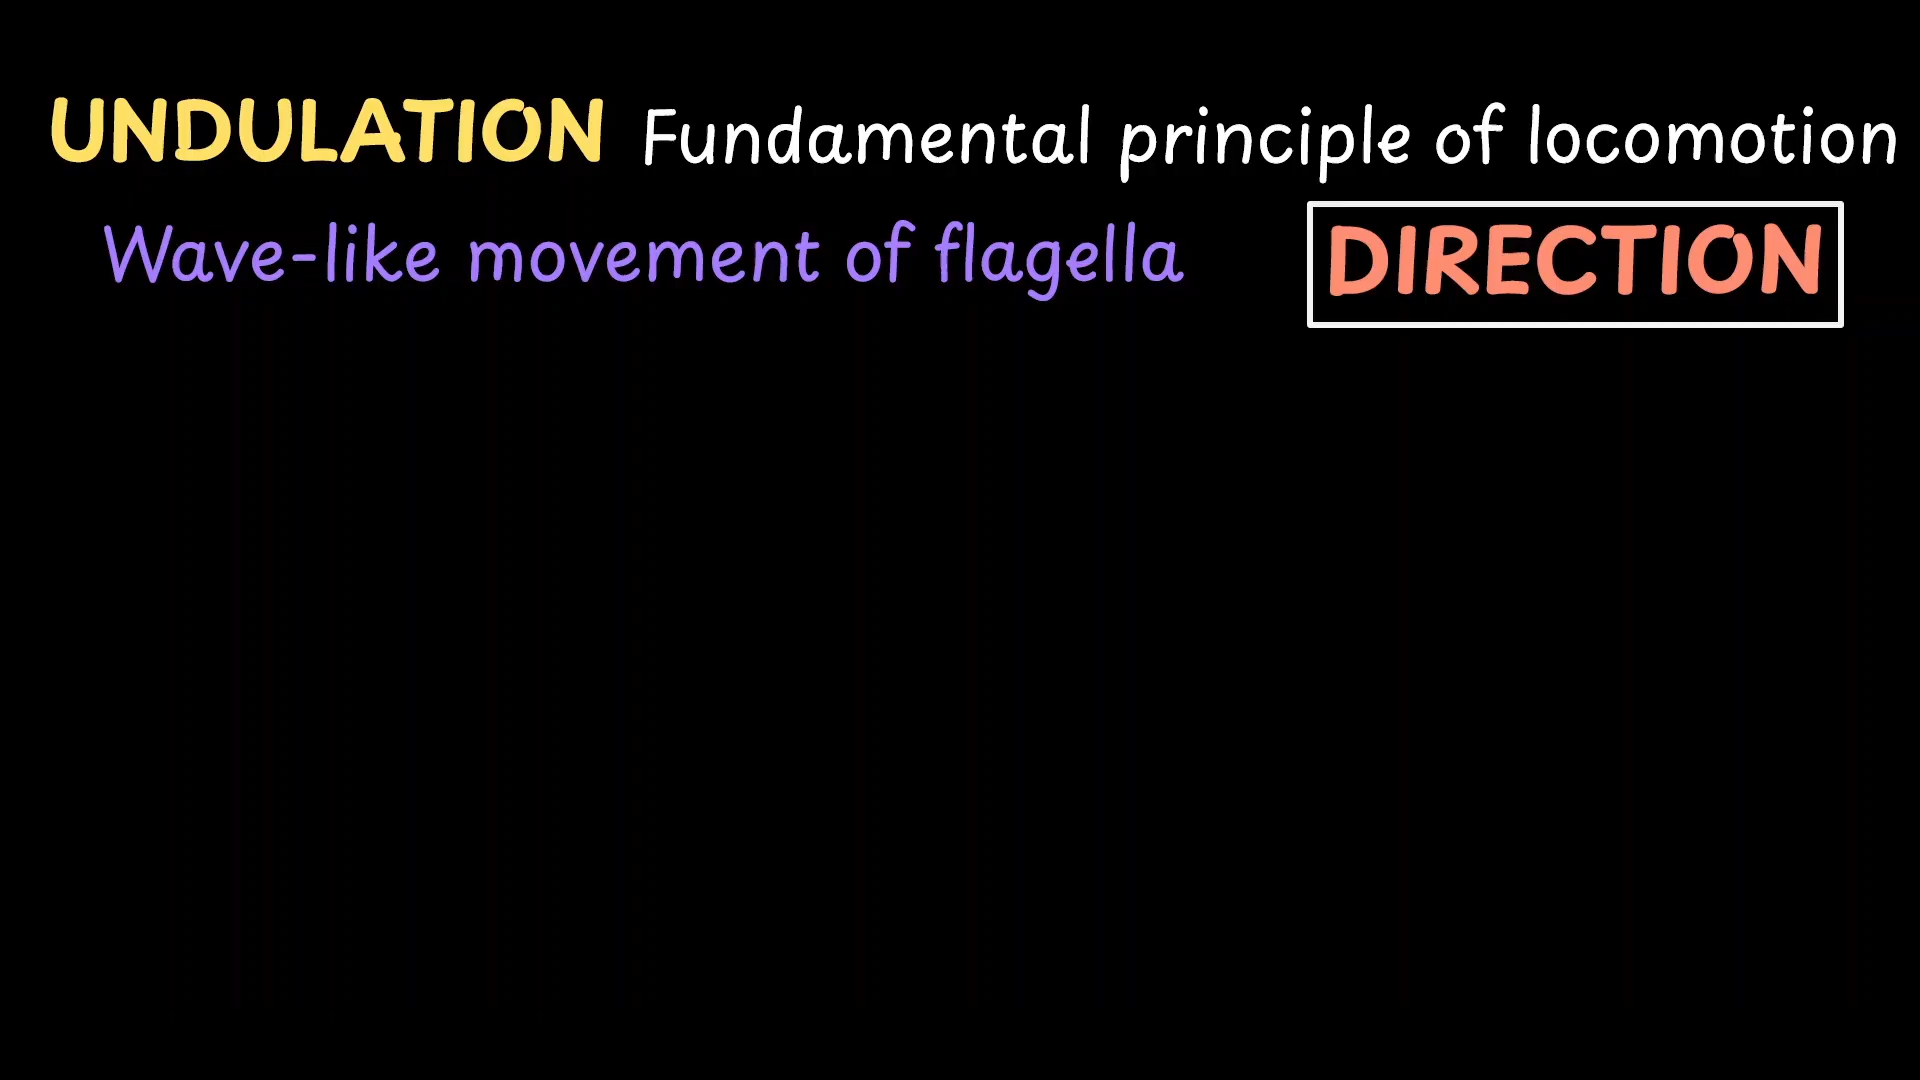 UNDULATION Fundamental principle of locomotion
Wave-like movement of flagella DIRECTION